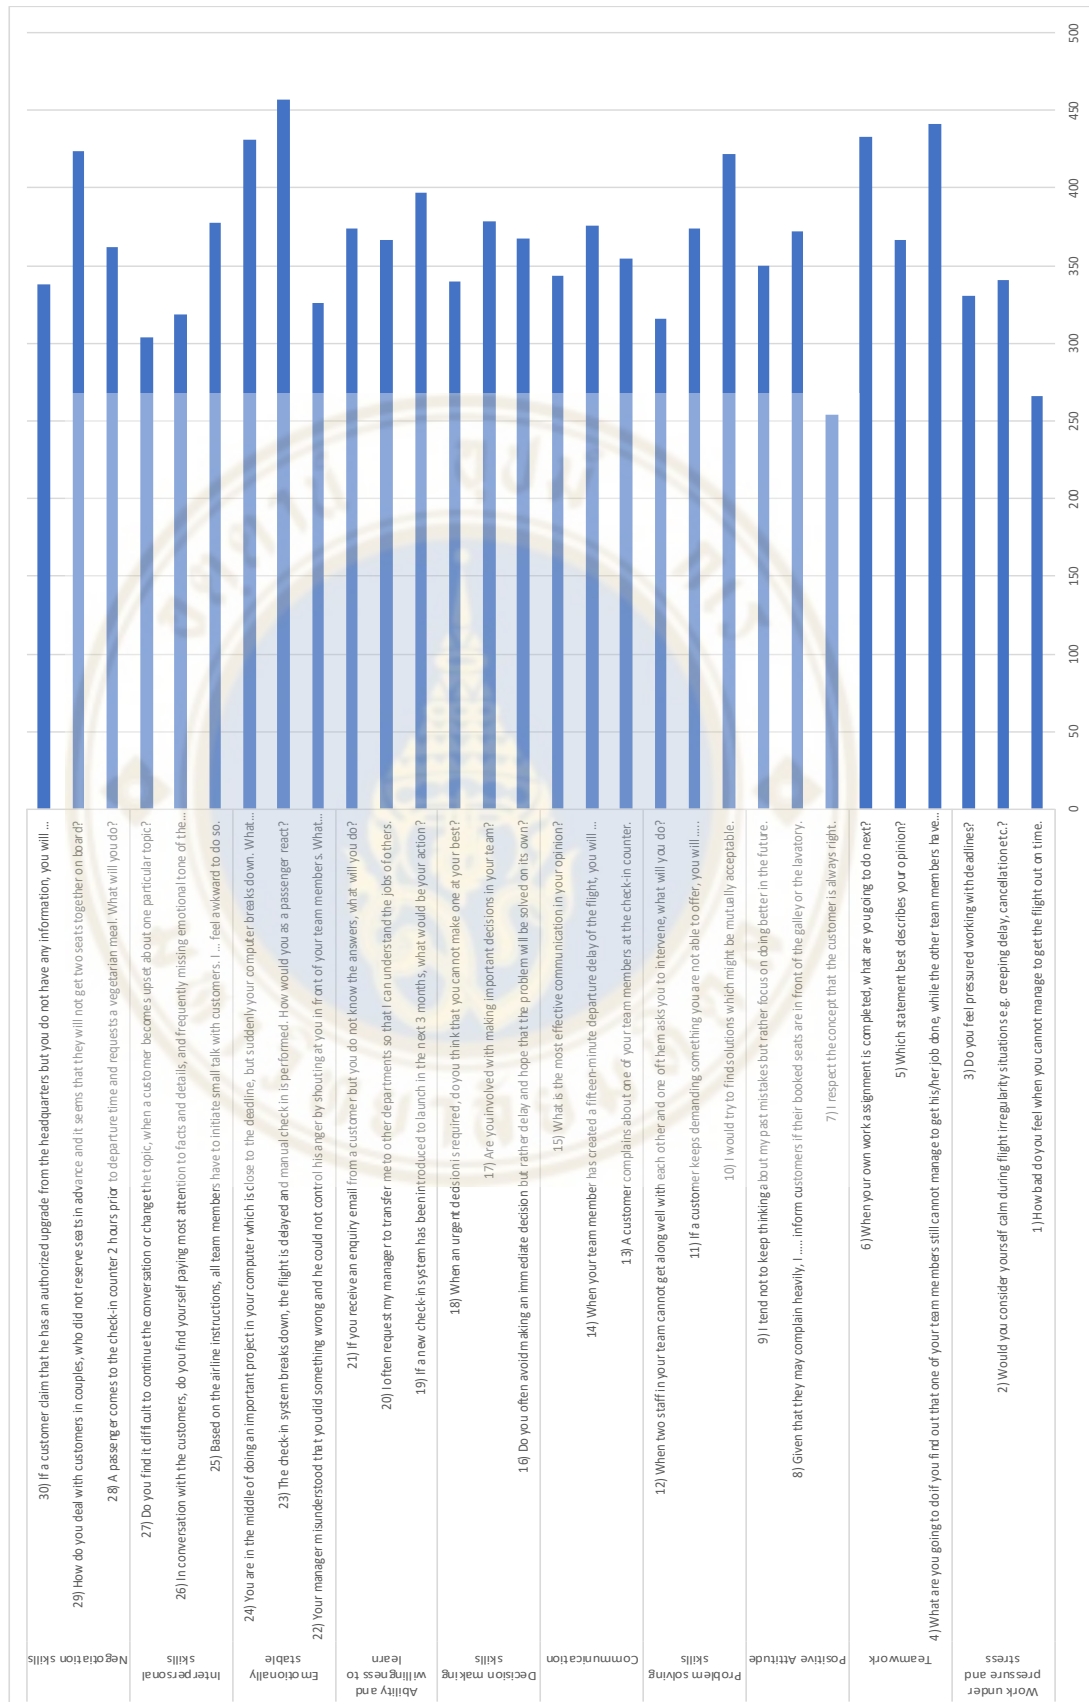 Negotiation skills
30) If a customer claim that he has an authorized upgrade from the headquarters but you do not have any information, you will ...
29) How do you deal with customers in couples, who did not reserve seats in advance and it seems that they will not get two seats together on board?
28) A passenger comes to the check-in counter 2 hours prior to departure time and requests a vegetarian meal. What will you do?
Interpersonal
skills
27) Do you find it difficult to continue the conversation or change the topic, when a customer becomes upset about one particular topic?
26) In conversation with the customers, do you find yourself paying most attention to facts and details, and frequently missing emotional tone of the...
25) Based on the airline instructions, all team members have to initiate small talk with customers. I ... feel awkward to do so.
Emotionally
stable
24) You are in the middle of doing an important project in your computer which is close to the deadline, but suddenly your computer breaks down. What...
23) The check-in system breaks down, the flight is delayed and manual check in is performed. How would you as a passenger react?
22) Your manager misunderstood that you did something wrong and he could not control his anger by shouting at you in front of your team members. What...
Ability and
willingness to
learn
21) If you receive an enquiry email from a customer but you do not know the answers, what will you do?
20) I often request my manager to transfer me to other departments so that I can understand the jobs of others.
19) If a new check-in system has been introduced to launch in the next 3 months, what would be your action?
Decision making
skills
18) When an urgent decision is required, do you think that you cannot make one at your best?
17) Are you involved with making important decisions in your team?
16) Do you often avoid making an immediate decision but rather delay and hope that the problem will be solved on its own?
Communication
15) What is the most effective communication in your opinion?
14) When your team member has created a fifteen-minute departure delay of the flight, you will ...
13) A customer complains about one of your team members at the check-in counter.
Problem solving
skills
12) When two staff in your team cannot get along well with each other and one of them asks you to intervene, what will you do?
11) If a customer keeps demanding something you are not able to offer, you will .....
10) I would try to find solutions which might be mutually acceptable.
Positive Attitude
9) I tend not to keep thinking about my past mistakes but rather focus on doing better in the future.
8) Given that they may complain heavily, I ..... inform customers if their booked seats are in front of the galley or the lavatory.
7) I respect the concept that the customer is always right.
Teamwork
6) When your own work assignment is completed, what are you going to do next?
5) Which statement best describes your opinion?
4) What are you going to do if you find out that one of your team members still cannot manage to get his/her job done, while the other team members have...
Work under
pressure and
stress
3) Do you feel pressured working with deadlines?
2) Would you consider yourself calm during flight irregularity situations e.g. creeping delay, cancellation etc.?
1) How bad do you feel when you cannot manage to get the flight out on time.
0
50
100
150
200
250
300
350
400
450
500